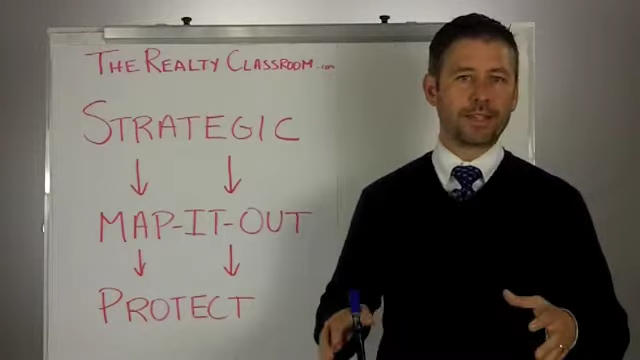 THE REALTY CLASSROOM.com
STRATEGIC
MAP-IT-OUT
PROTECT